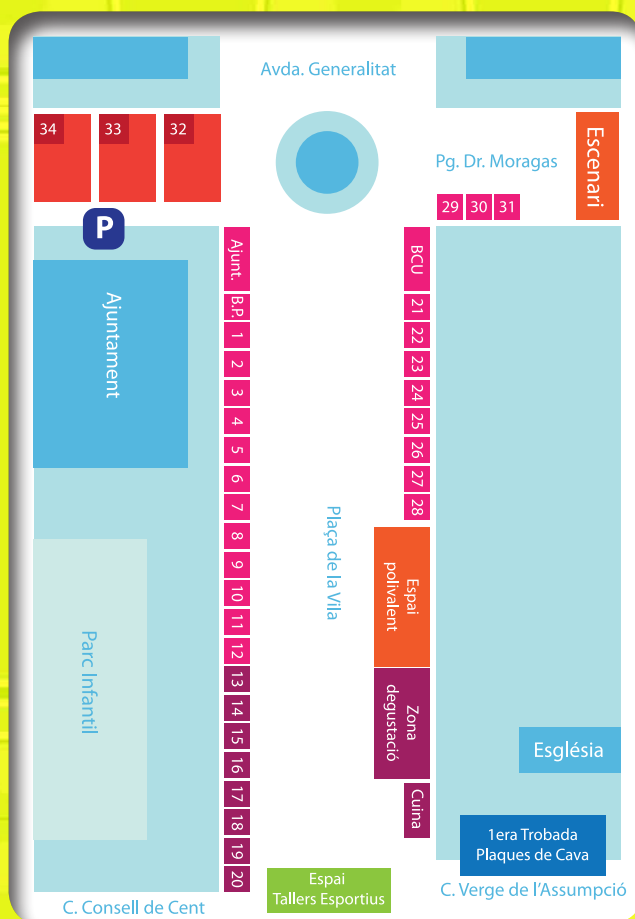 Avda. Generalitat
34
33
32
Pg. Dr. Moragas
Escenari
29
30
31
P
Ajuntament
Ajunt.
B.P.
1
2
3
4
5
6
7
8
9
10
11
12
13
14
15
16
17
18
19
20
BCU
21
22
23
24
25
26
27
28
Plaça de la Vila
Espai
polivalent
Zona
degustació
Cuina
Parc Infantil
Església
1era Trobada
Plaques de Cava
Espai
Tallers Esportius
C. Consell de Cent
C. Verge de l'Assumpció